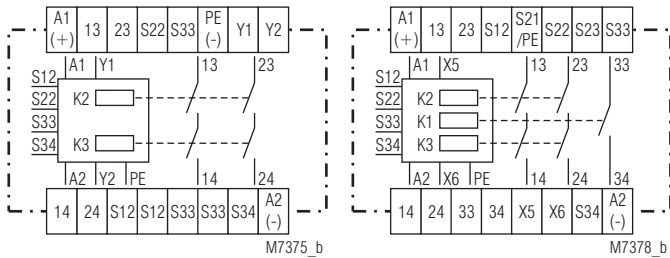 A1 (+) 13 23 S22 S33 PE (-) Y1 Y2
A1 Y1 13 23
S12
S22
S33
S34
K2
K3
A2 Y2 PE 14 24
14 24 S12 S12 S33 S33 S34 A2 (-)
M7375_b
A1 (+) 13 23 S12 S21 /PE S22 S23 S33
A1 X5 13 23 33
S12
S22
S33
S34
K2
K1
K3
A2 X6 PE 14 24 34
14 24 33 34 X5 X6 S34 A2 (-)
M7378_b